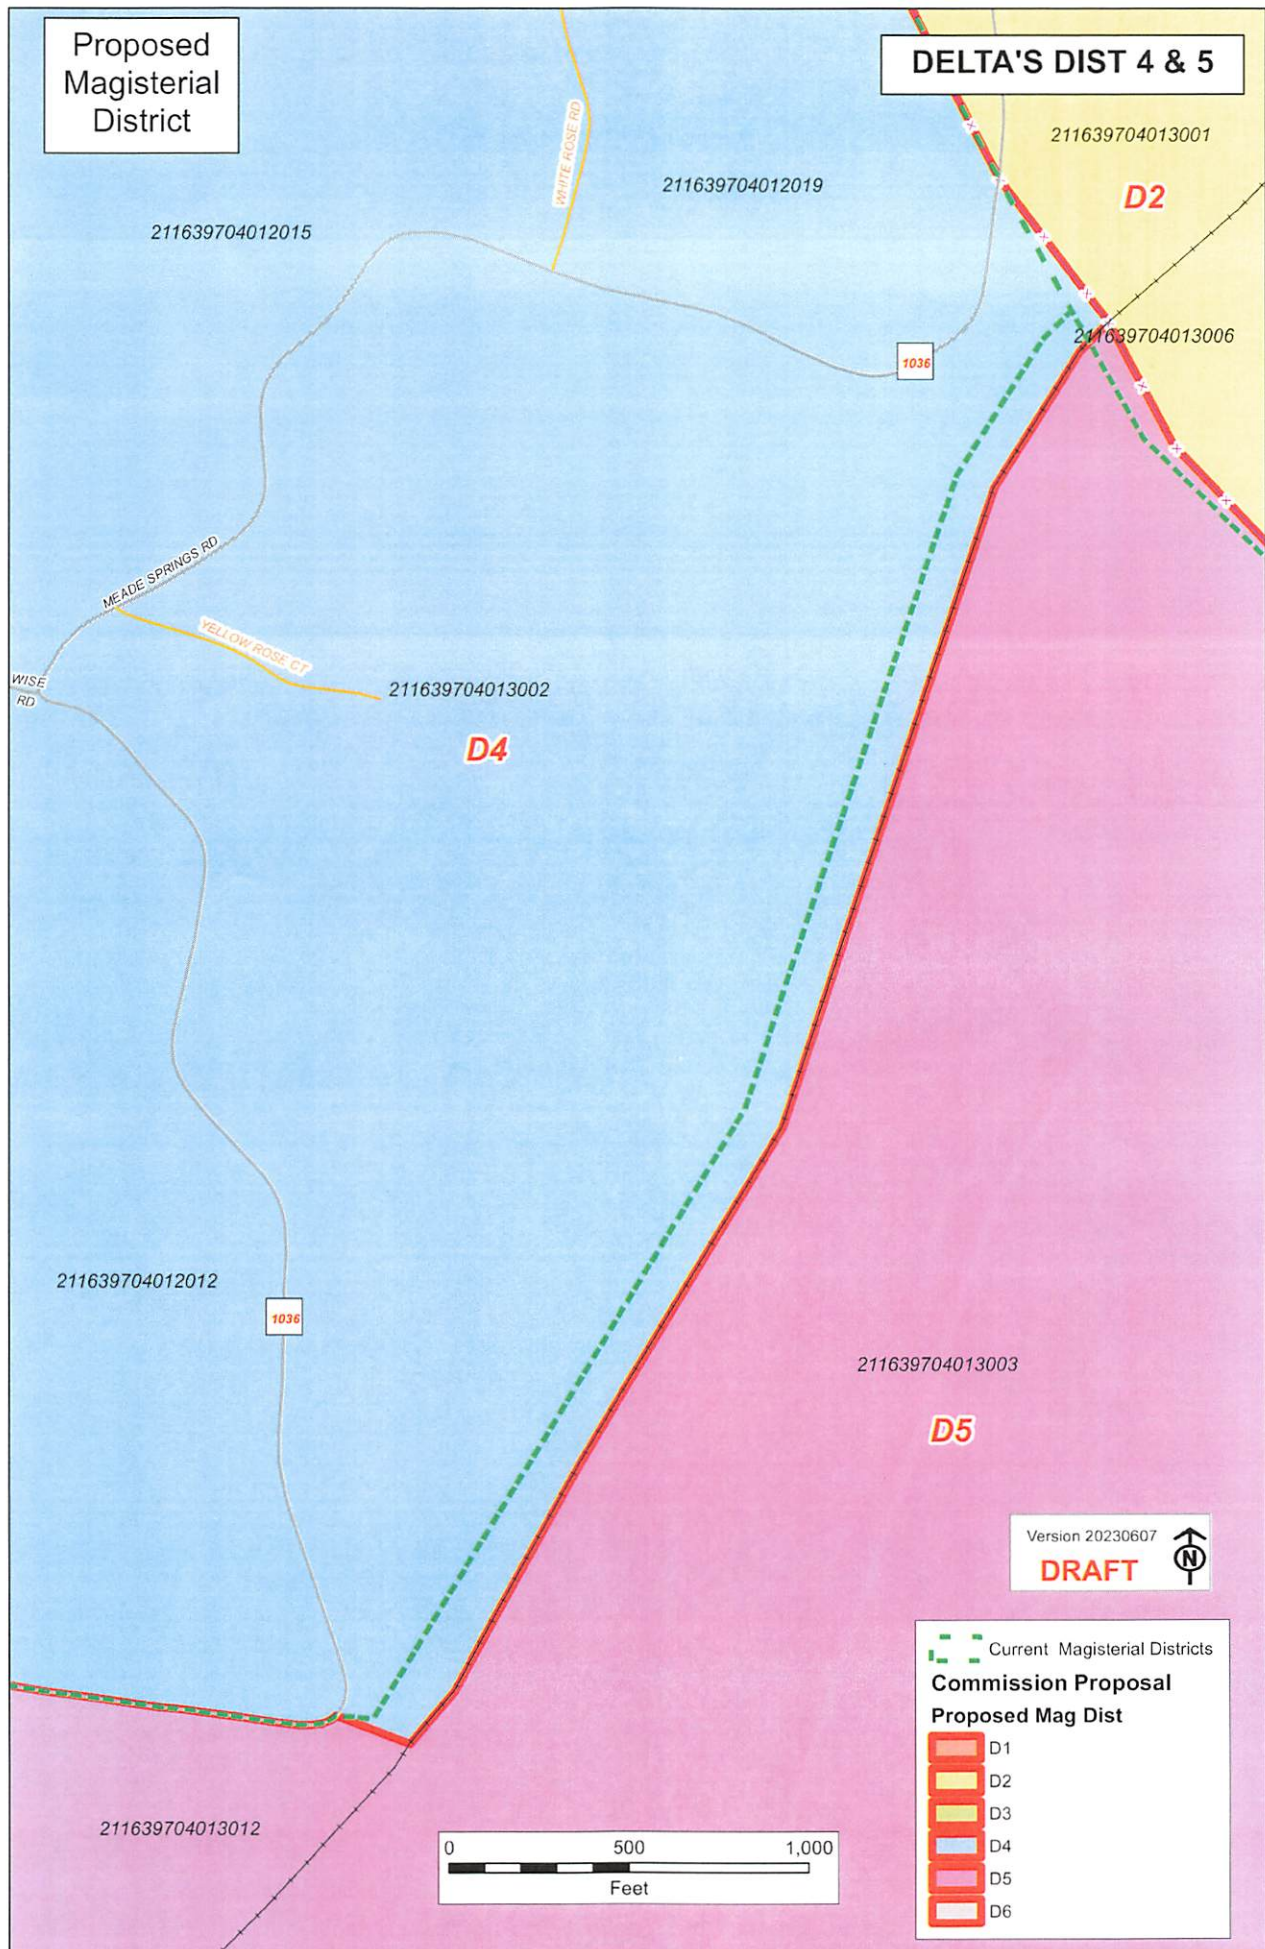 Proposed
Magisterial
District
DELTA'S DIST 4 & 5
211639704013001
D2
WHITE ROSE RD
211639704012019
211639704012015
211639704013006
1036
MEADE SPRINGS RD
YELLOW ROSE CT
WISE
RD
211639704013002
D4
211639704012012
1036
211639704013003
D5
Version 20230607
DRAFT
N
Current Magisterial Districts
Commission Proposal
Proposed Mag Dist
D1
D2
D3
D4
D5
D6
211639704013012
0 500 1,000
Feet